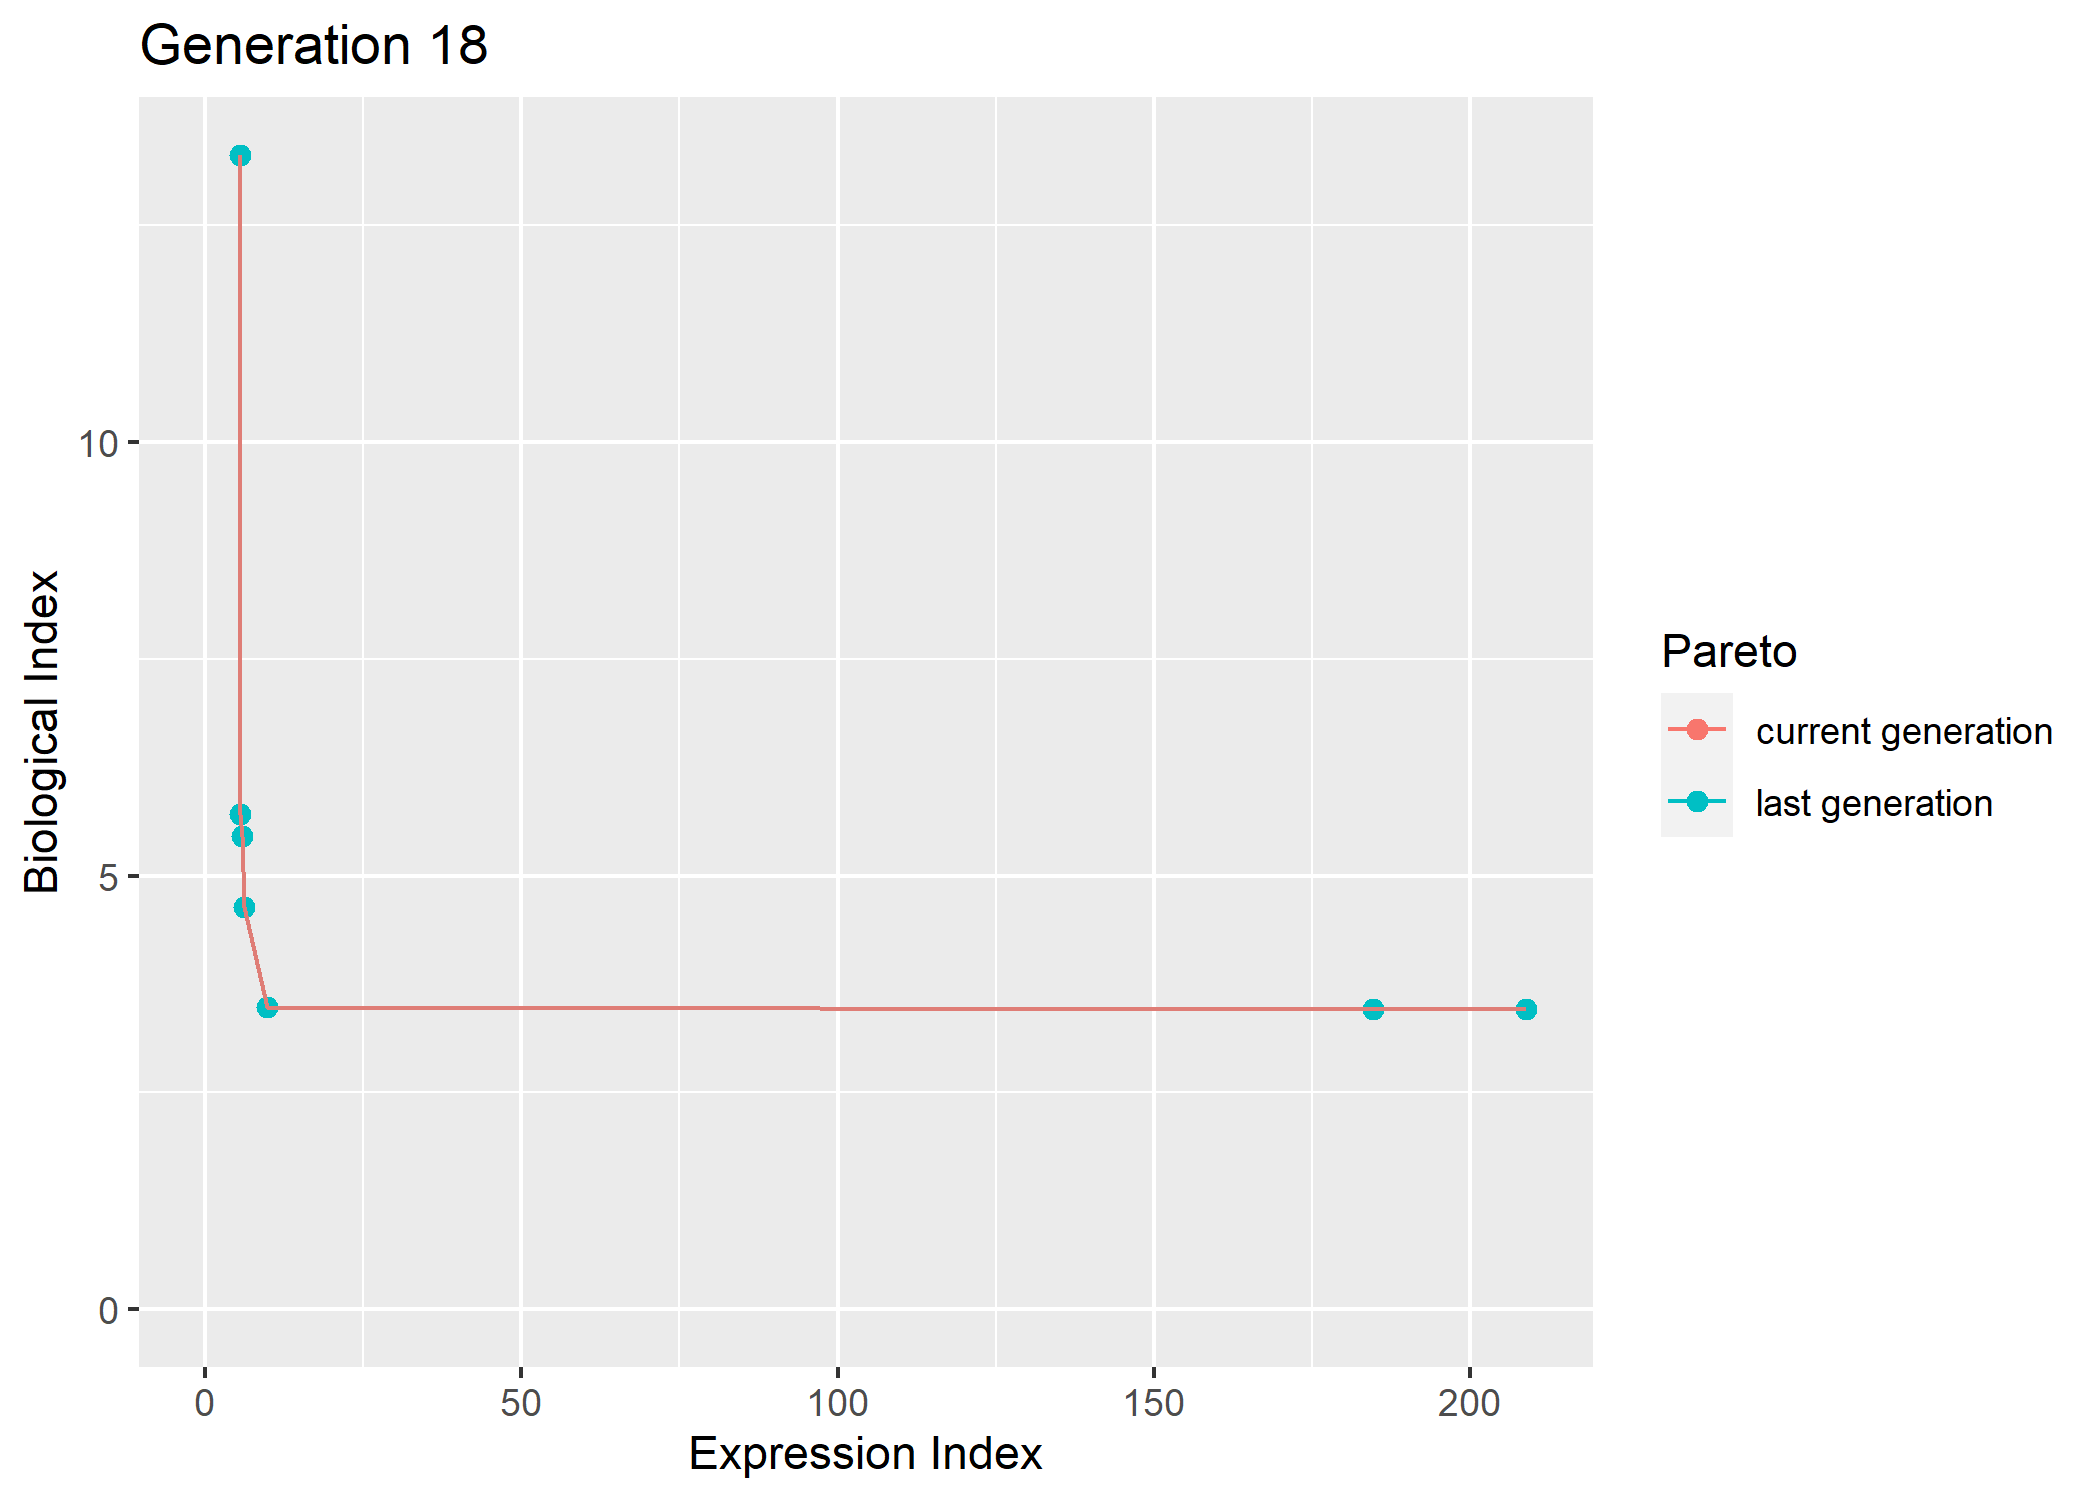 Generation 18
Biological Index
10
5
0
0
50
100
150
200
Expression Index
Pareto
current generation
last generation